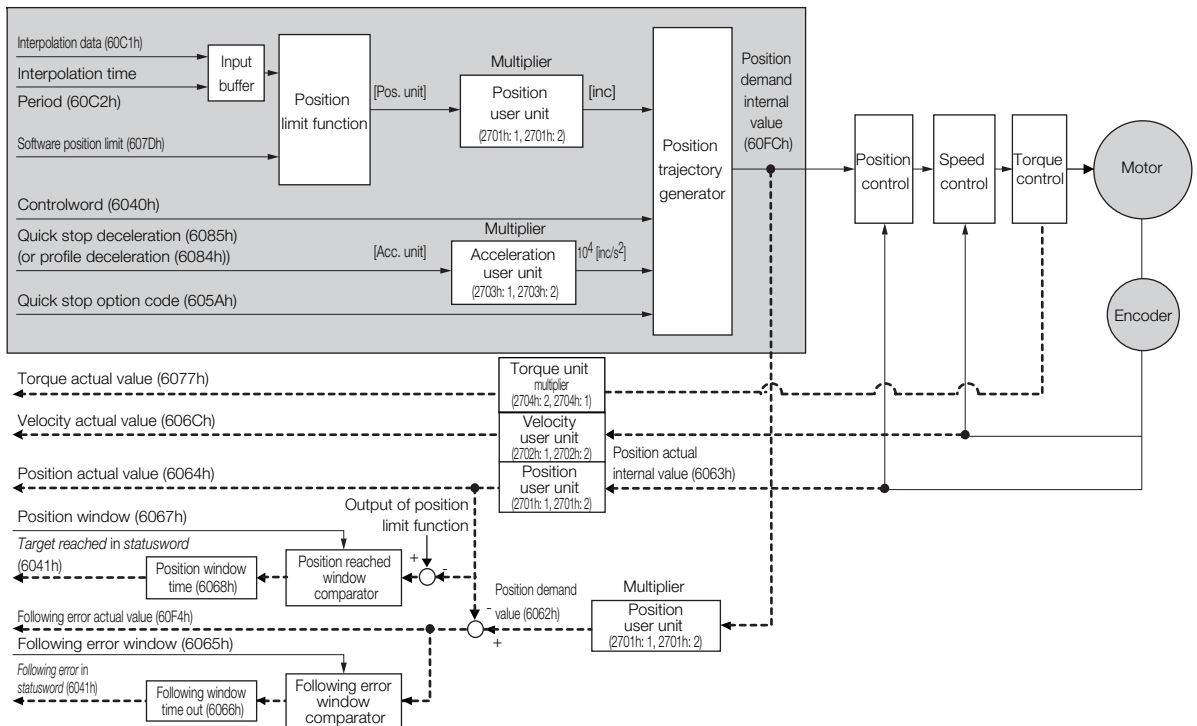 Interpolation data (60C1h)
Interpolation time
Period (60C2h)
Input
buffer
Software position limit (607Dh)
Position
limit function
[Pos. unit]
Multiplier
Position
user unit
(2701h: 1, 2701h: 2)
[inc]
Controlword (6040h)
Quick stop deceleration (6085h)
(or profile deceleration (6084h))
[Acc. unit]
Multiplier
Acceleration
user unit
(2703h: 1, 2703h: 2)
10⁴ [inc/s²]
Quick stop option code (605Ah)
Position
trajectory
generator
Position
demand
internal
value
(60FCh)
Position
control
Speed
control
Torque
control
Motor
Encoder
Torque actual value (6077h)
Torque unit
multiplier
(2704h: 2, 2704h: 1)
Velocity actual value (606Ch)
Velocity
user unit
(2702h: 1, 2702h: 2)
Position actual value (6064h)
Position
user unit
(2701h: 1, 2701h: 2)
Position actual
internal value (6063h)
Position window (6067h)
Output of position
limit function
Target reached in statusword
(6041h)
Position window
time (6068h)
Position reached
window
comparator
+
-
Following error actual value (60F4h)
-
+
Position demand
value (6062h)
Multiplier
Position
user unit
(2701h: 1, 2701h: 2)
Following error window (6065h)
Following error in
statusword (6041h)
Following window
time out (6066h)
Following error
window
comparator